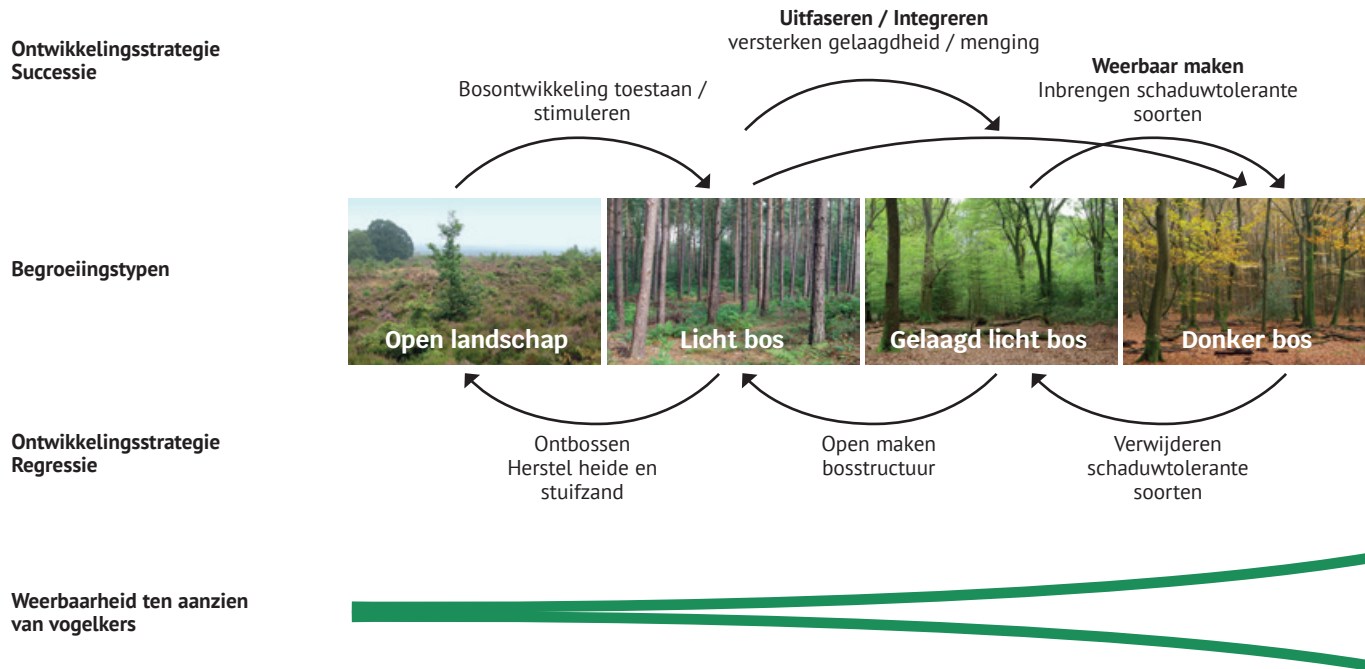 Uitfaseren / Integreren
versterken gelaagdheid / menging
Ontwikkelingsstrategie
Successie
Weerbaar maken
Inbrengen schaduwtolerante
soorten
Bosontwikkeling toestaan /
stimuleren
Begroeiingstypen
Open landschap
Licht bos
Gelaagd licht bos
Donker bos
Ontwikkelingsstrategie
Regressie
Ontbossen
Herstel heide en
stuifzand
Open maken
bosstructuur
Verwijderen
schaduwtolerante
soorten
Weerbaarheid ten aanzien
van vogelkers